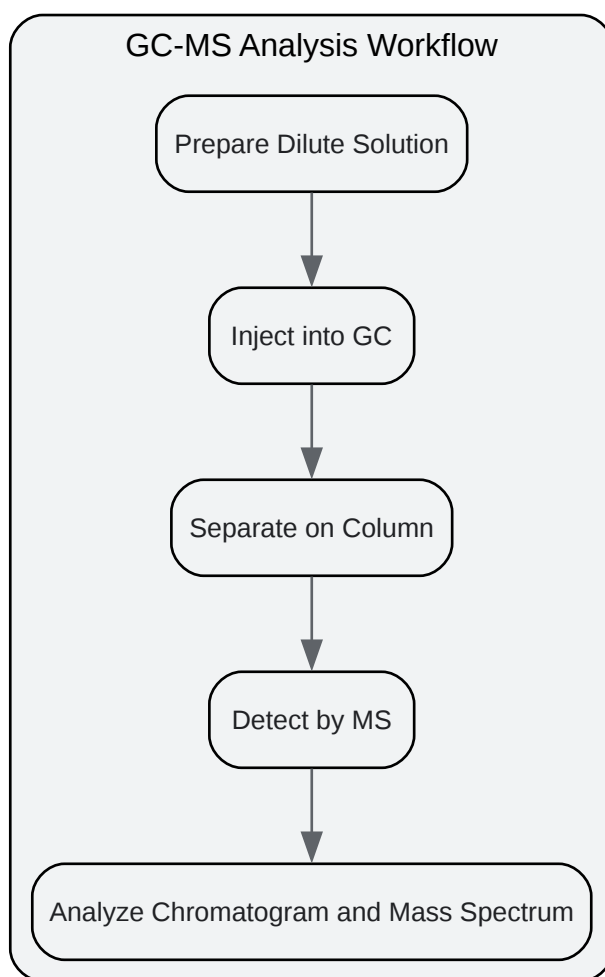 GC-MS Analysis Workflow
Prepare Dilute Solution
Inject into GC
Separate on Column
Detect by MS
Analyze Chromatogram and Mass Spectrum